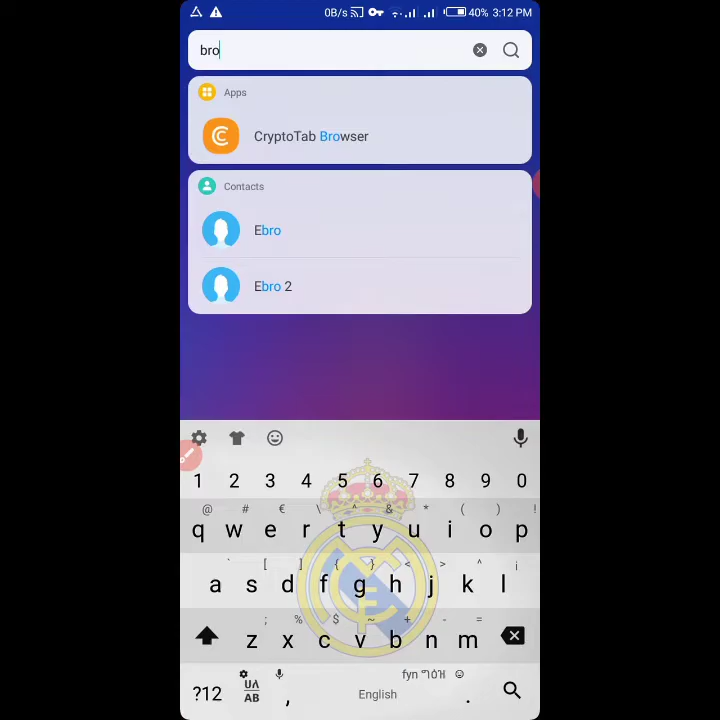 0B/s 40% 3:12 PM
bro
Apps
CryptoTab Browser
Contacts
Ebro
Ebro 2
1 2 3 4 5 6 7 8 9 0
@ # € \ ^ & * ( ) !
q w e r t y u i o p
` [ ] { } < > ^ ¡
a s d f g h j k l
; % $ ~ + - =
z x c v b n m
?12 AB , English .